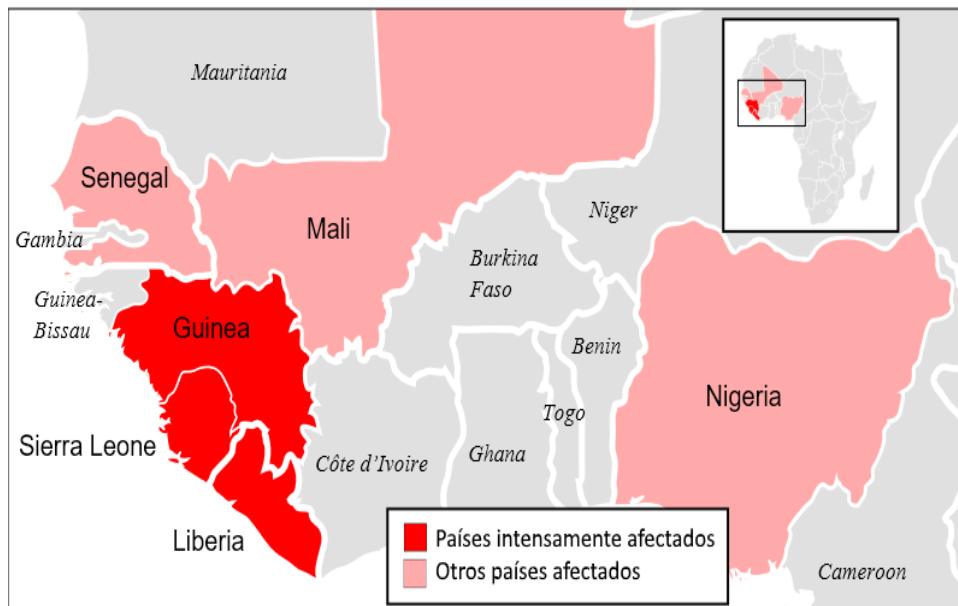 Mauritania
Senegal
Mali
Niger
Gambia
Burkina
Faso
Guinea-
Bissau
Guinea
Benin
Nigeria
Togo
Sierra Leone
Côte d’Ivoire
Ghana
Liberia
Países intensamente afectados
Otros países afectados
Cameroon